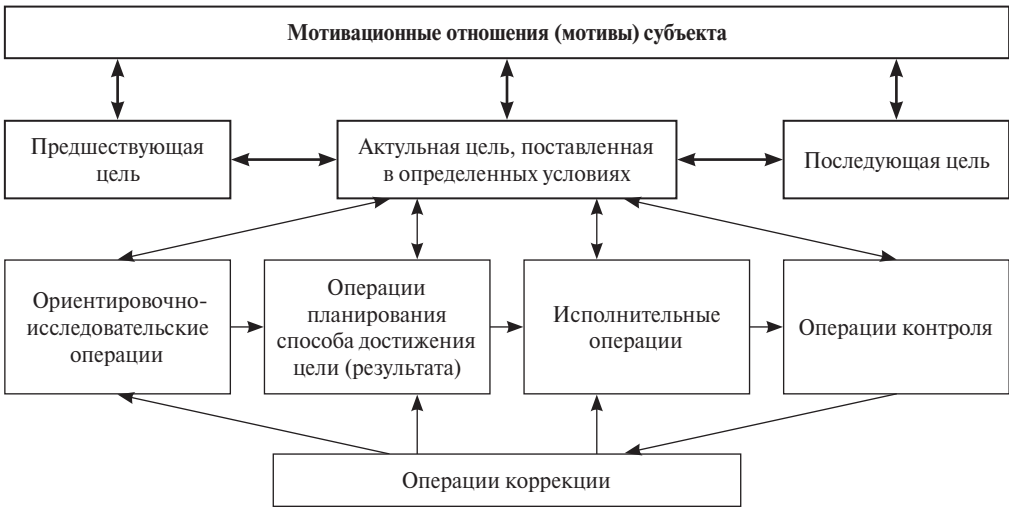 Мотивационные отношения (мотивы) субъекта
Предшествующая
цель
Актульная цель, поставленная
в определенных условиях
Последующая цель
Ориентировочно-
исследовательские
операции
Операции
планирования
способа достижения
цели (результата)
Исполнительные
операции
Операции контроля
Операции коррекции